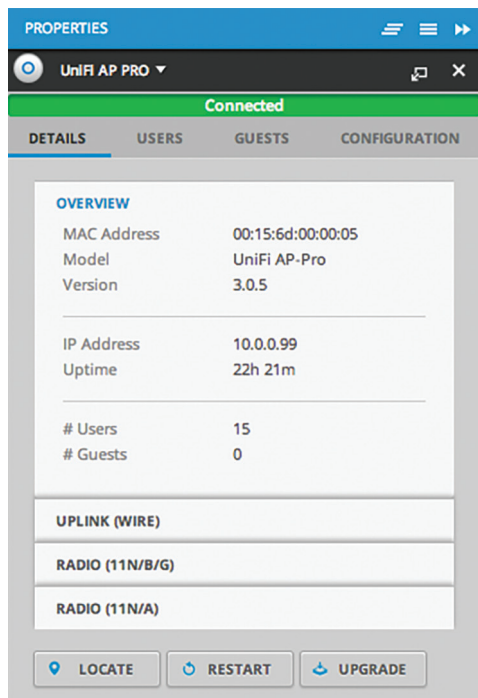 PROPERTIES
UniFi AP PRO
Connected
DETAILS USERS GUESTS CONFIGURATION
OVERVIEW
MAC Address 00:15:6d:00:00:05
Model UniFi AP-Pro
Version 3.0.5
IP Address 10.0.0.99
Uptime 22h 21m
# Users 15
# Guests 0
UPLINK (WIRE)
RADIO (11N/B/G)
RADIO (11N/A)
LOCATE RESTART UPGRADE